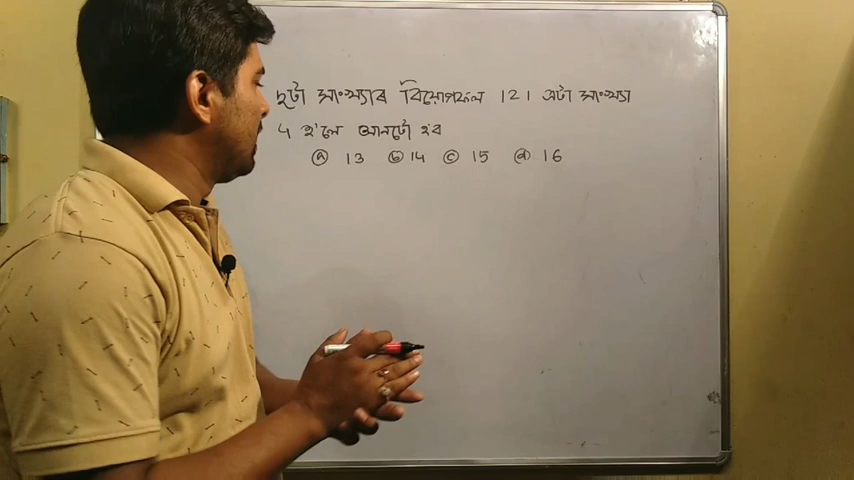 দুটা সাংখ্যাৰ বিয়োগফল 12। এটা সাংখ্যা
4 হ'লে আনটো হ'ব
ⓐ 13 ⓑ 14 ⓒ 15 ⓓ 16